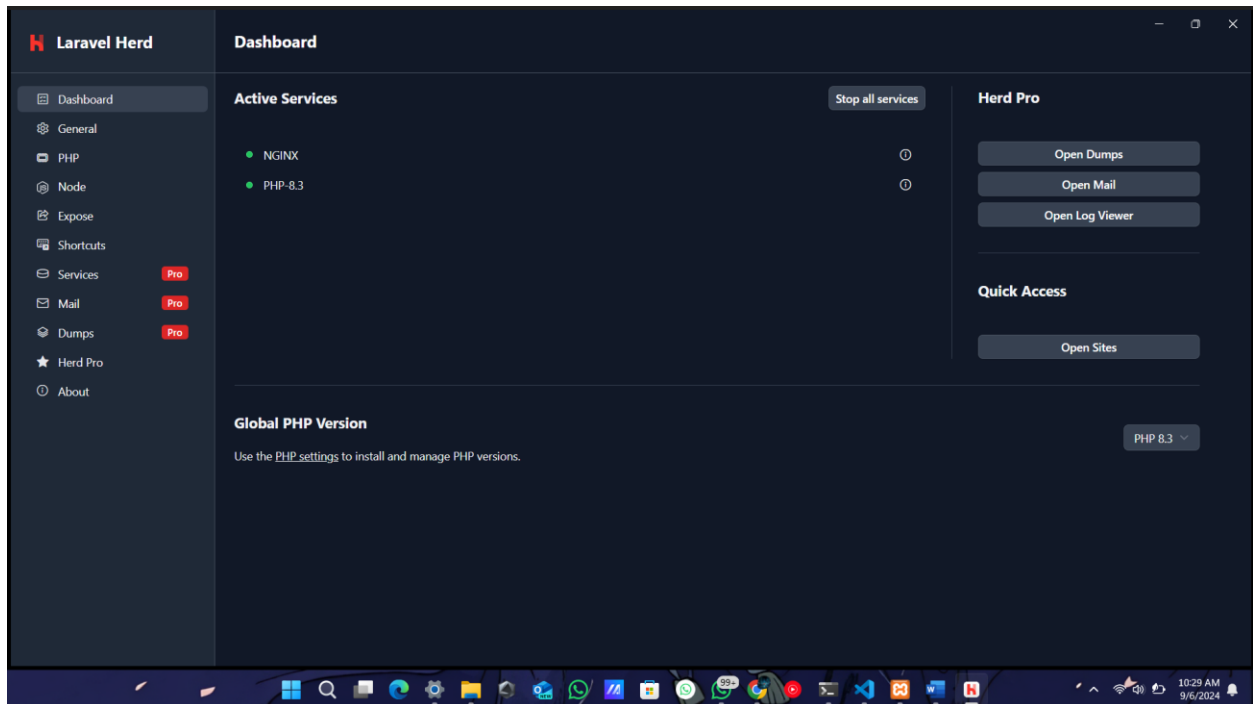 Laravel Herd
Dashboard
Dashboard
General
PHP
Node
Expose
Shortcuts
Services Pro
Mail Pro
Dumps Pro
Herd Pro
About
Active Services
Stop all services
NGINX
PHP-8.3
Herd Pro
Open Dumps
Open Mail
Open Log Viewer
Quick Access
Open Sites
Global PHP Version
Use the PHP settings to install and manage PHP versions.
PHP 8.3
99+
10:29 AM
9/6/2024